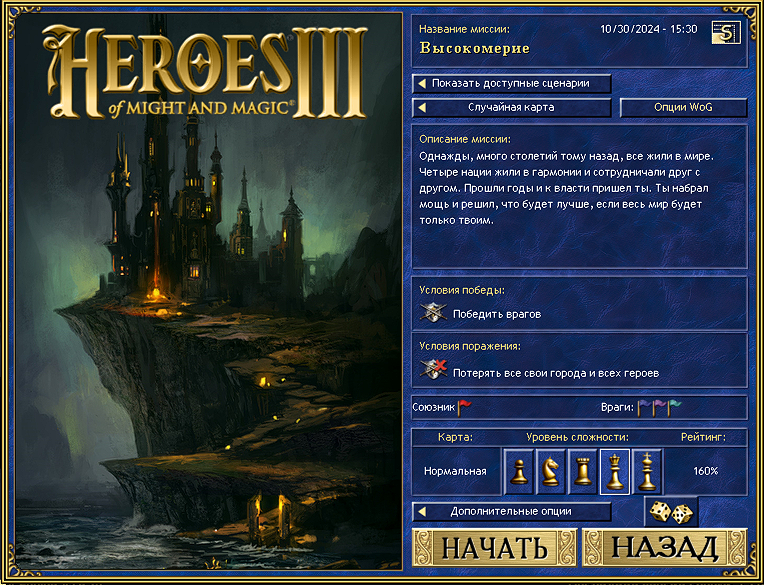 HEROES III
of MIGHT AND MAGIC®
Название миссии:
10/30/2024 - 15:30
S
Высокомерие
Показать доступные сценарии
Случайная карта
Опции WoG
Описание миссии:
Однажды, много столетий тому назад, все жили в мире.
Четыре нации жили в гармонии и сотрудничали друг с
другом. Прошли годы и к власти пришел ты. Ты набрал
мощь и решил, что будет лучше, если весь мир будет
только твоим.
Условия победы:
Победить врагов
Условия поражения:
Потерять все свои города и всех героев
Союзник
Враги:
Карта:
Уровень сложности:
Рейтинг:
Нормальная
160%
Дополнительные опции
НАЧАТЬ
НАЗАД